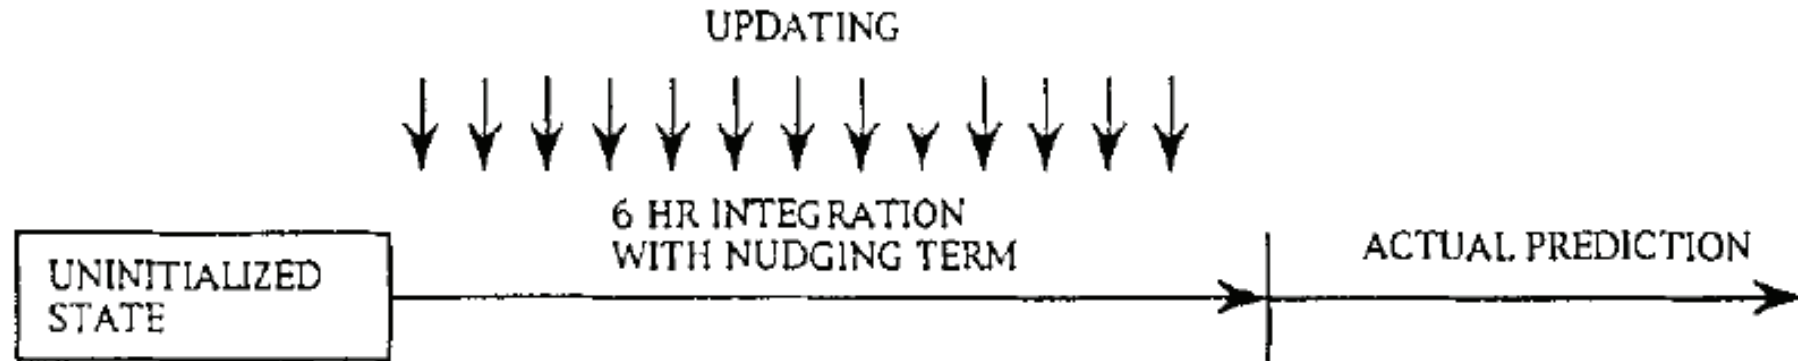 UPDATING
6 HR INTEGRATION
WITH NUDGING TERM
UNINITIALIZED
STATE
ACTUAL PREDICTION